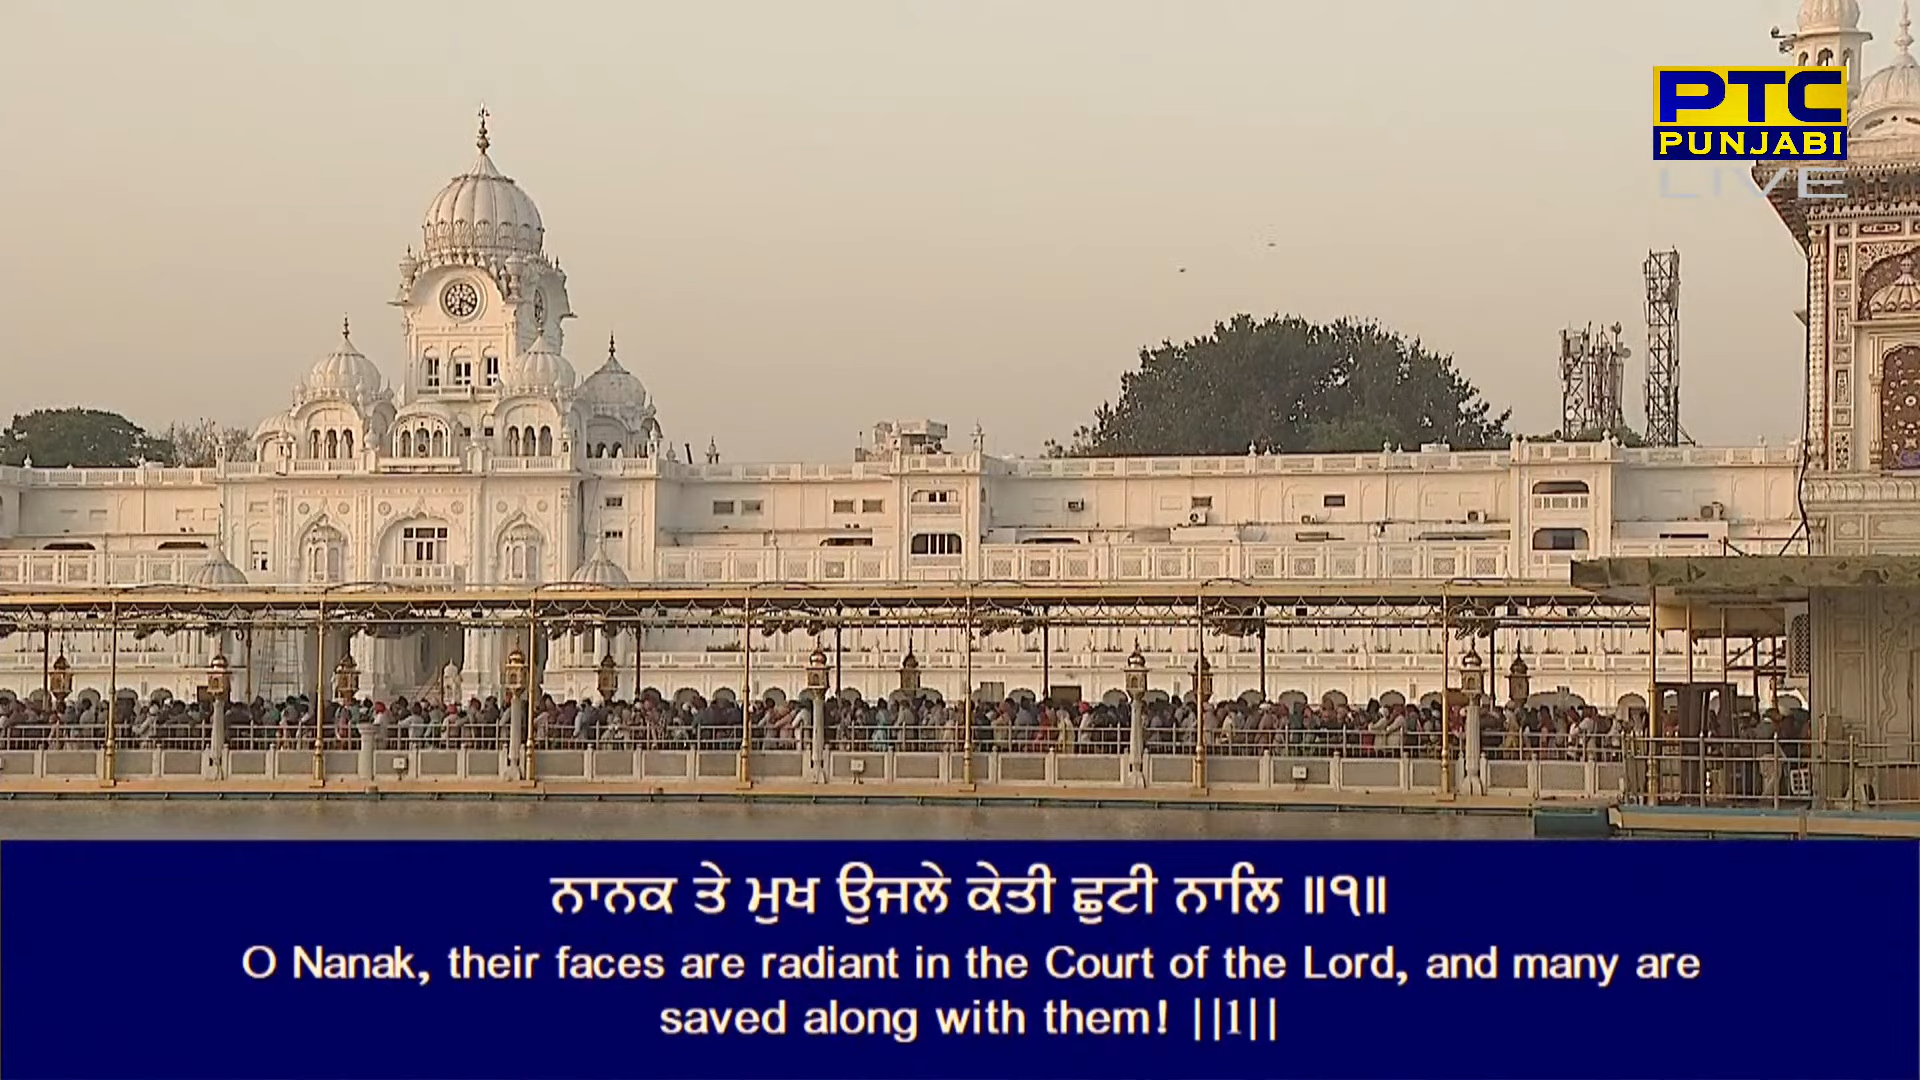 PTC
PUNJABI
LIVE
ਨਾਨਕ ਤੇ ਮੁਖ ਉਜਲੇ ਕੇਤੀ ਛੁਟੀ ਨਾਲਿ ॥੧॥
O Nanak, their faces are radiant in the Court of the Lord, and many are
saved along with them! ||1||